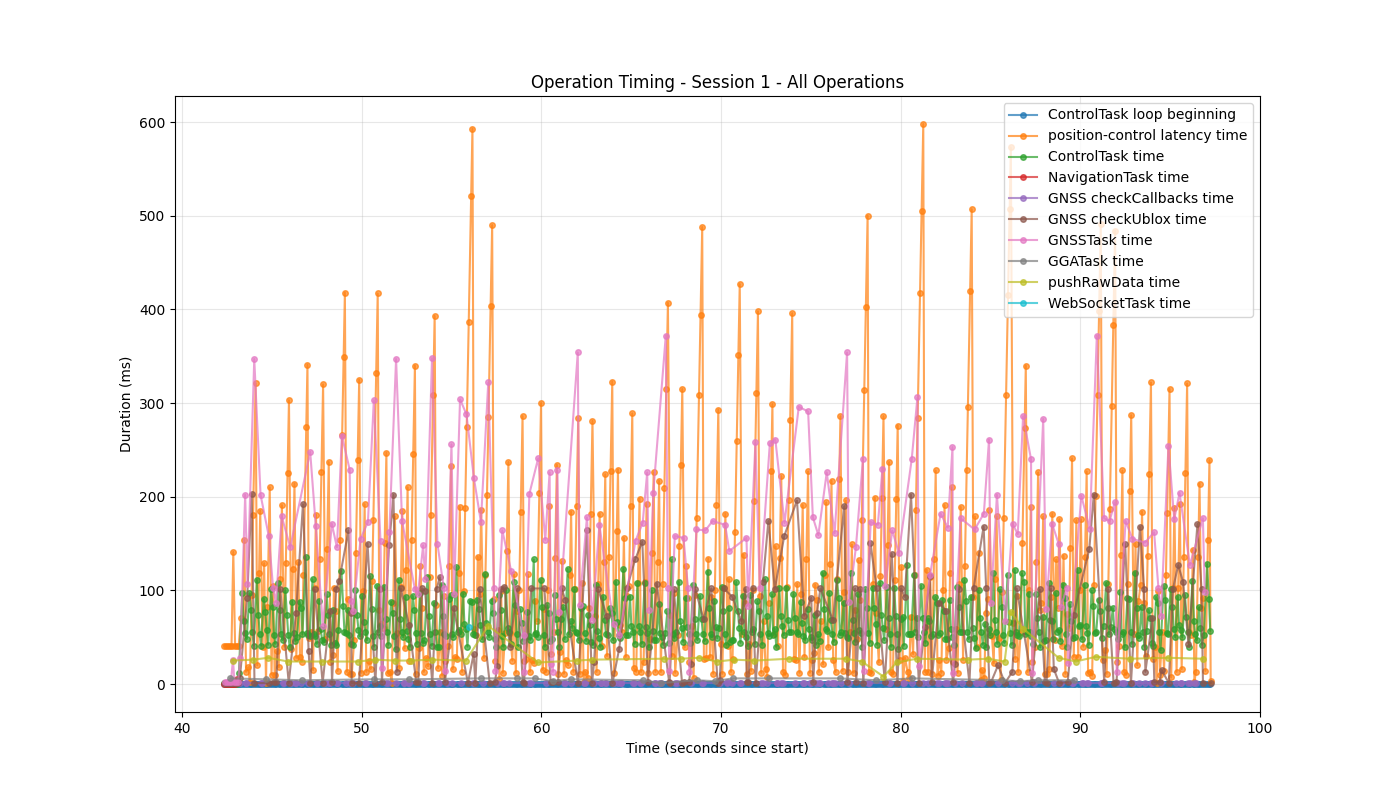 Operation Timing - Session 1 - All Operations
600
500
400
300
200
100
0
Duration (ms)
ControlTask loop beginning
position-control latency time
ControlTask time
NavigationTask time
GNSS checkCallbacks time
GNSS checkUblox time
GNSSTask time
GGATask time
pushRawData time
WebSocketTask time
40 50 60 70 80 90 100
Time (seconds since start)